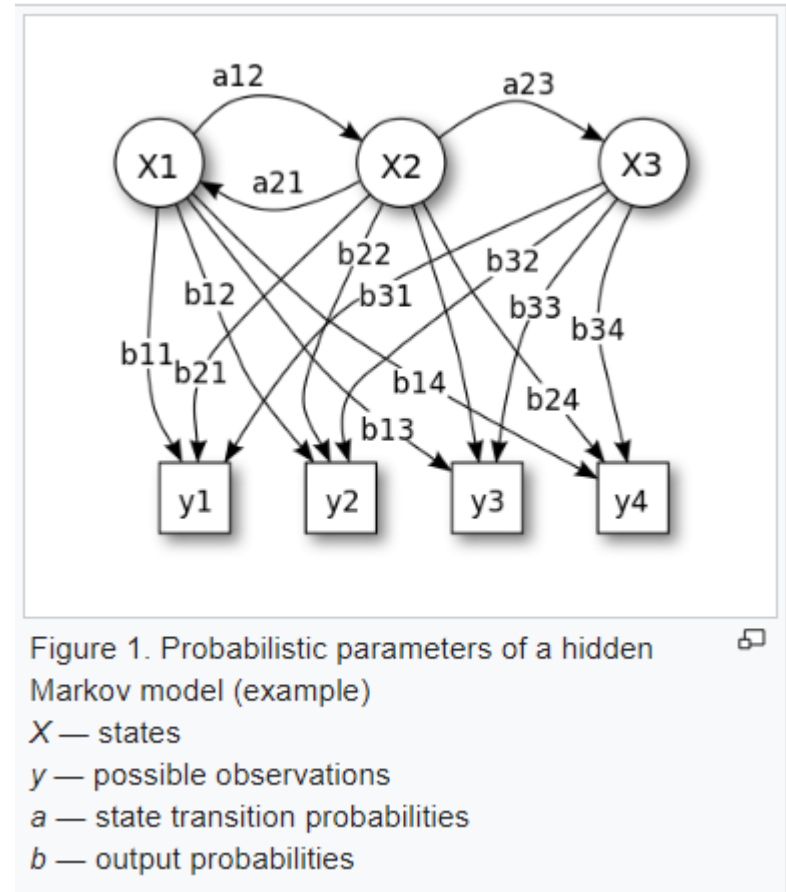 a12
a23
X1
X2
X3
a21
b22
b32
b12
b31
b33
b34
b11
b21
b14
b24
b13
y1
y2
y3
y4
Figure 1. Probabilistic parameters of a hidden
Markov model (example)
X — states
y — possible observations
a — state transition probabilities
b — output probabilities